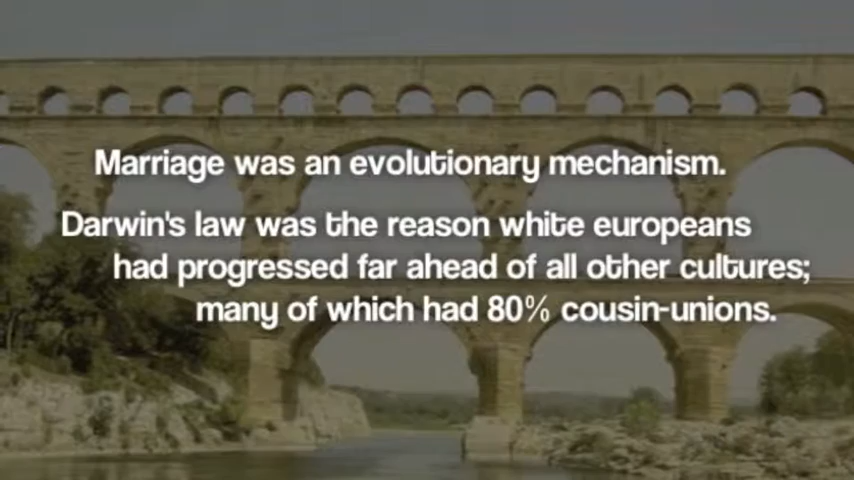 Marriage was an evolutionary mechanism.
Darwin's law was the reason white europeans
had progressed far ahead of all other cultures;
many of which had 80% cousin-unions.